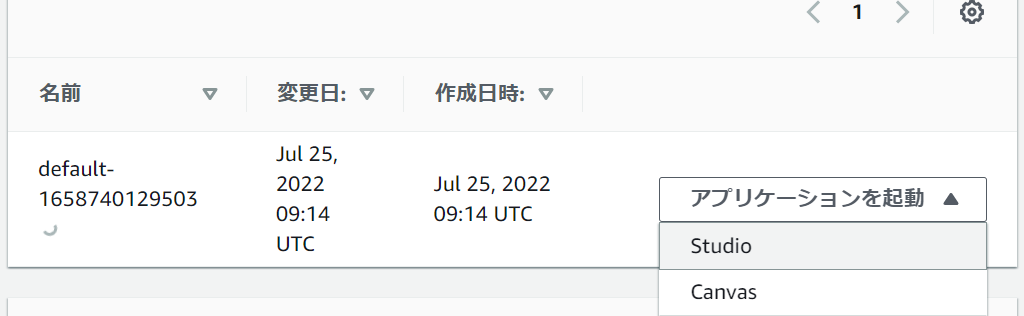 1
名前
変更日:
作成日時:
default-
1658740129503
Jul 25,
2022
09:14
UTC
Jul 25, 2022
09:14 UTC
アプリケーションを起動
Studio
Canvas